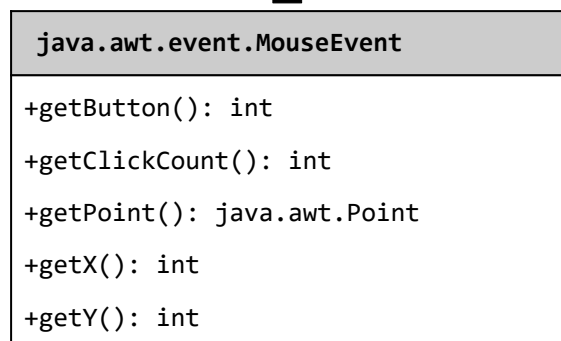 java.awt.event.MouseEvent
+getButton(): int
+getClickCount(): int
+getPoint(): java.awt.Point
+getX(): int
+getY(): int